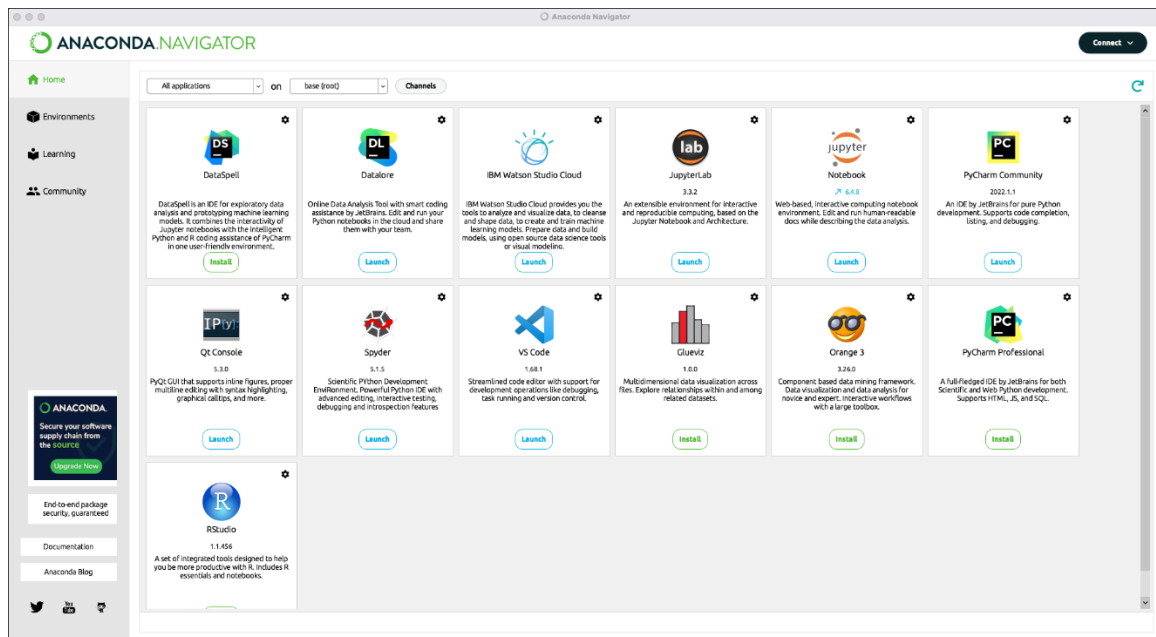 Anaconda Navigator
ANACONDA.NAVIGATOR
Connect
Home
All applications
on
base (root)
Channels
Environments
Learning
Community
DS
DataSpell
DataSpell is an IDE for exploratory data
analysis and prototyping machine learning
models. It combines the interactivity of
Jupyter notebooks with the intelligent
Python and R coding assistance of PyCharm
in one user-friendly environment.
Install
DL
Datalore
Online Data Analysis Tool with smart coding
assistance by JetBrains. Edit and run your
Python notebooks in the cloud and share
them with your team.
Launch
IBM Watson Studio Cloud
IBM Watson Studio Cloud provides you the
tools to analyze and visualize data, to cleanse
and shape data, to create and train machine
learning models. Prepare data and build
models, using open source data science tools
or visual modeling.
Launch
lab
JupyterLab
3.3.2
An extensible environment for interactive
and reproducible computing, based on the
Jupyter Notebook and Architecture.
Launch
jupyter
Notebook
6.4.8
Web-based, interactive computing notebook
environment. Edit and run human-readable
docs while describing the data analysis.
Launch
PC
PyCharm Community
2022.1.1
An IDE by JetBrains for pure Python
development. Supports code completion,
listing, and debugging.
Launch
IP[y]:
Qt Console
5.3.0
PyQt GUI that supports inline figures, proper
multiline editing with syntax highlighting,
graphical calltips, and more.
Launch
Spyder
5.1.5
Scientific PYthon Development
EnviRonment. Powerful Python IDE with
advanced editing, interactive testing,
debugging and introspection features
Launch
VS Code
1.68.1
Streamlined code editor with support for
development operations like debugging,
task running and version control.
Launch
Glueviz
1.0.0
Multidimensional data visualization across
files. Explore relationships within and among
related datasets.
Install
Orange 3
3.26.0
Component based data mining framework.
Data visualization and data analysis for
novice and expert. Interactive workflows
with a large toolbox.
Install
PC
PyCharm Professional
A full-fledged IDE by JetBrains for both
Scientific and Web Python development.
Supports HTML, JS, and SQL.
Install
R
RStudio
1.1.456
A set of integrated tools designed to help
you be more productive with R. Includes R
essentials and notebooks.
ANACONDA.
Secure your software
supply chain from
the source
Upgrade Now
End-to-end package
security, guaranteed
Documentation
Anaconda Blog
You
Tube